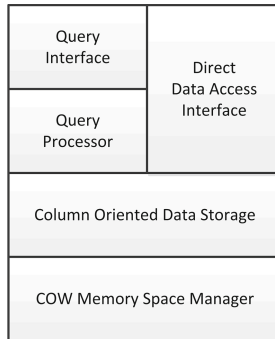 Query
Interface
Query
Processor
Direct
Data Access
Interface
Column Oriented Data Storage
COW Memory Space Manager